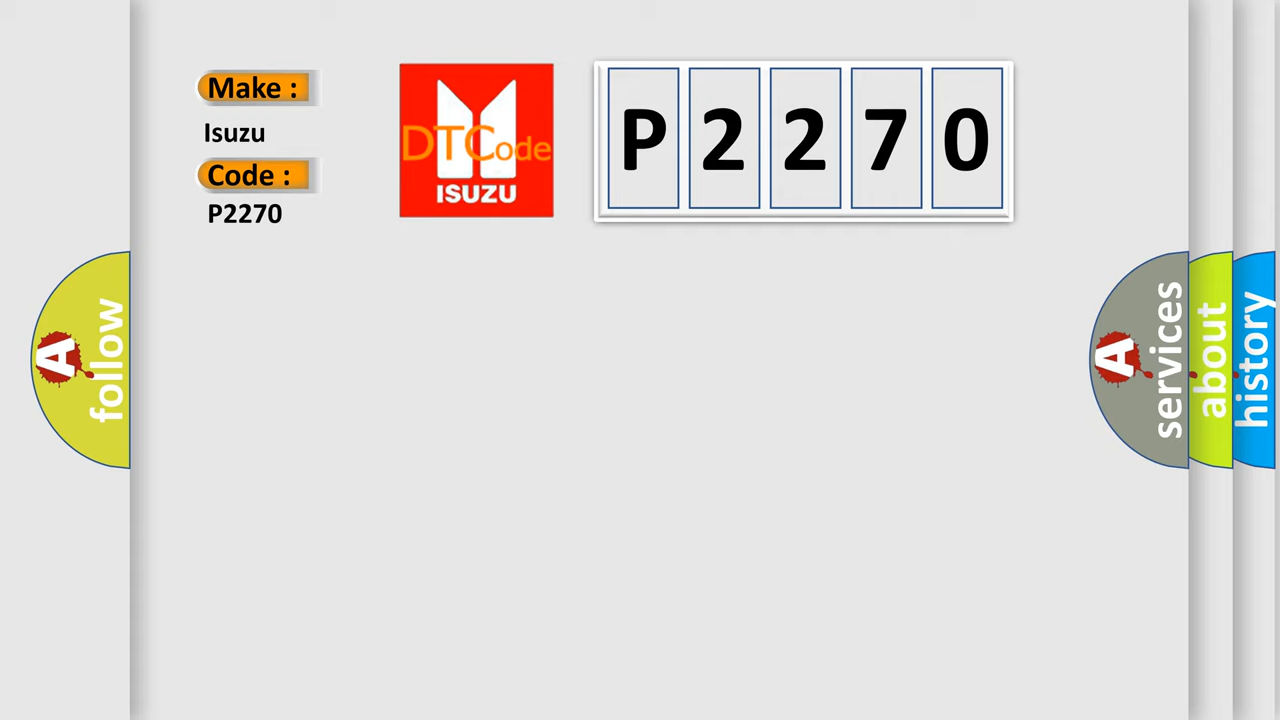 Make :
Isuzu
Code :
P2270
DTCode
ISUZU
P 2 2 7 0
A
follow
A
services
about
history